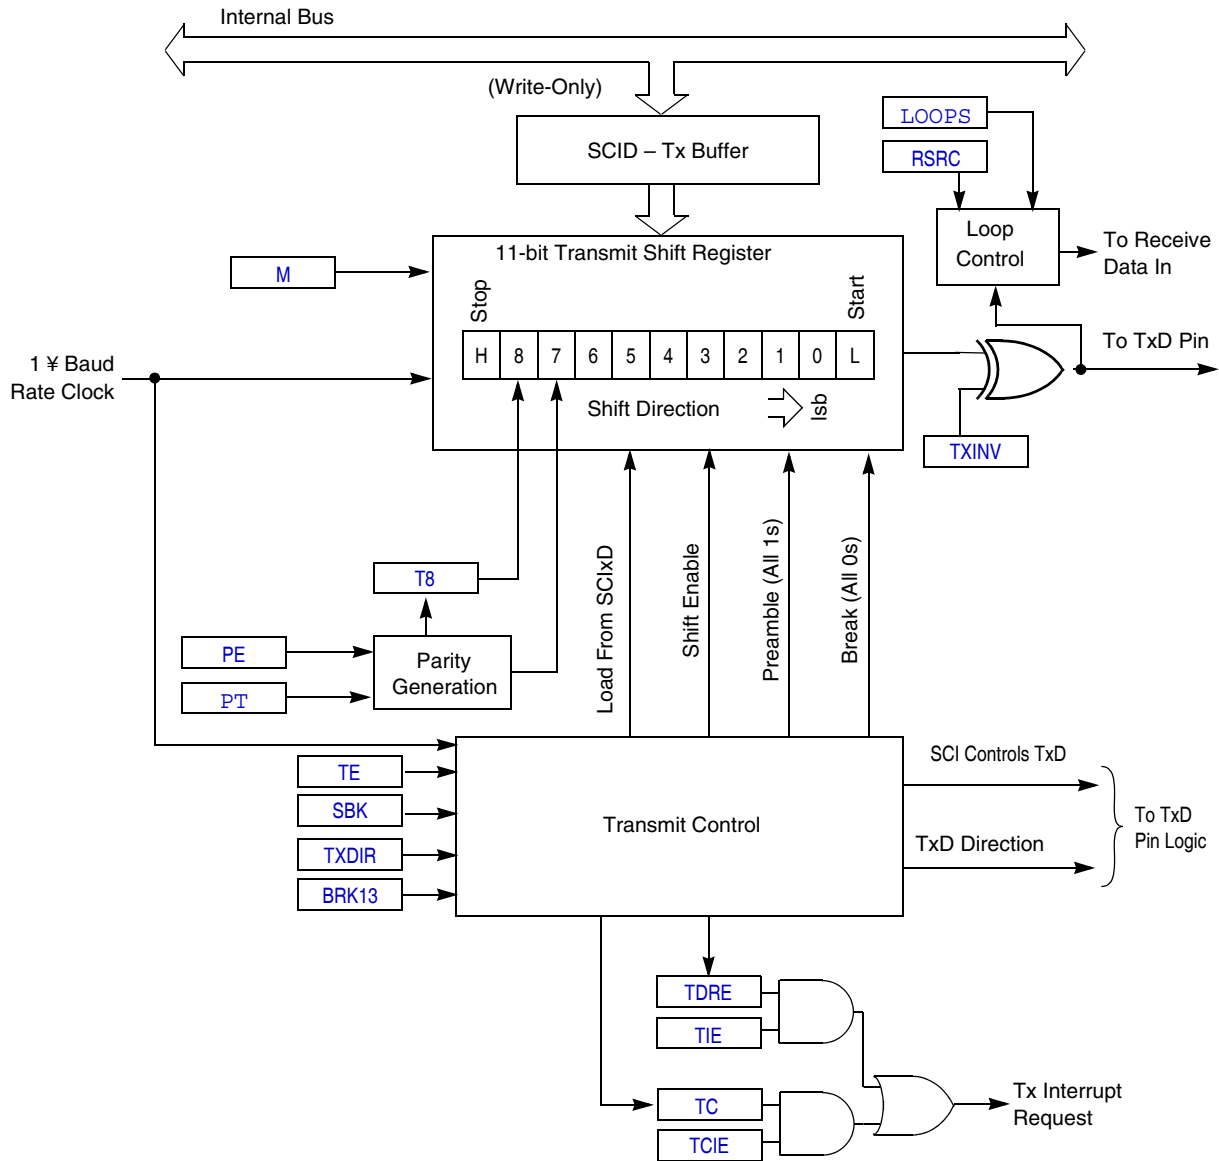 Internal Bus
(Write-Only)
LOOPS
SCID – Tx Buffer
RSRC
Loop
Control
To Receive
Data In
11-bit Transmit Shift Register
M
Stop
Start
H 8 7 6 5 4 3 2 1 0 L
1 ¥ Baud
Rate Clock
To TxD Pin
Shift Direction
lsb
TXINV
T8
Load From SCIxD
Shift Enable
Preamble (All 1s)
Break (All 0s)
PE
PT
Parity
Generation
TE
SBK
TXDIR
BRK13
Transmit Control
SCI Controls TxD
TxD Direction
To TxD
Pin Logic
TDRE
TIE
TC
TCIE
Tx Interrupt
Request